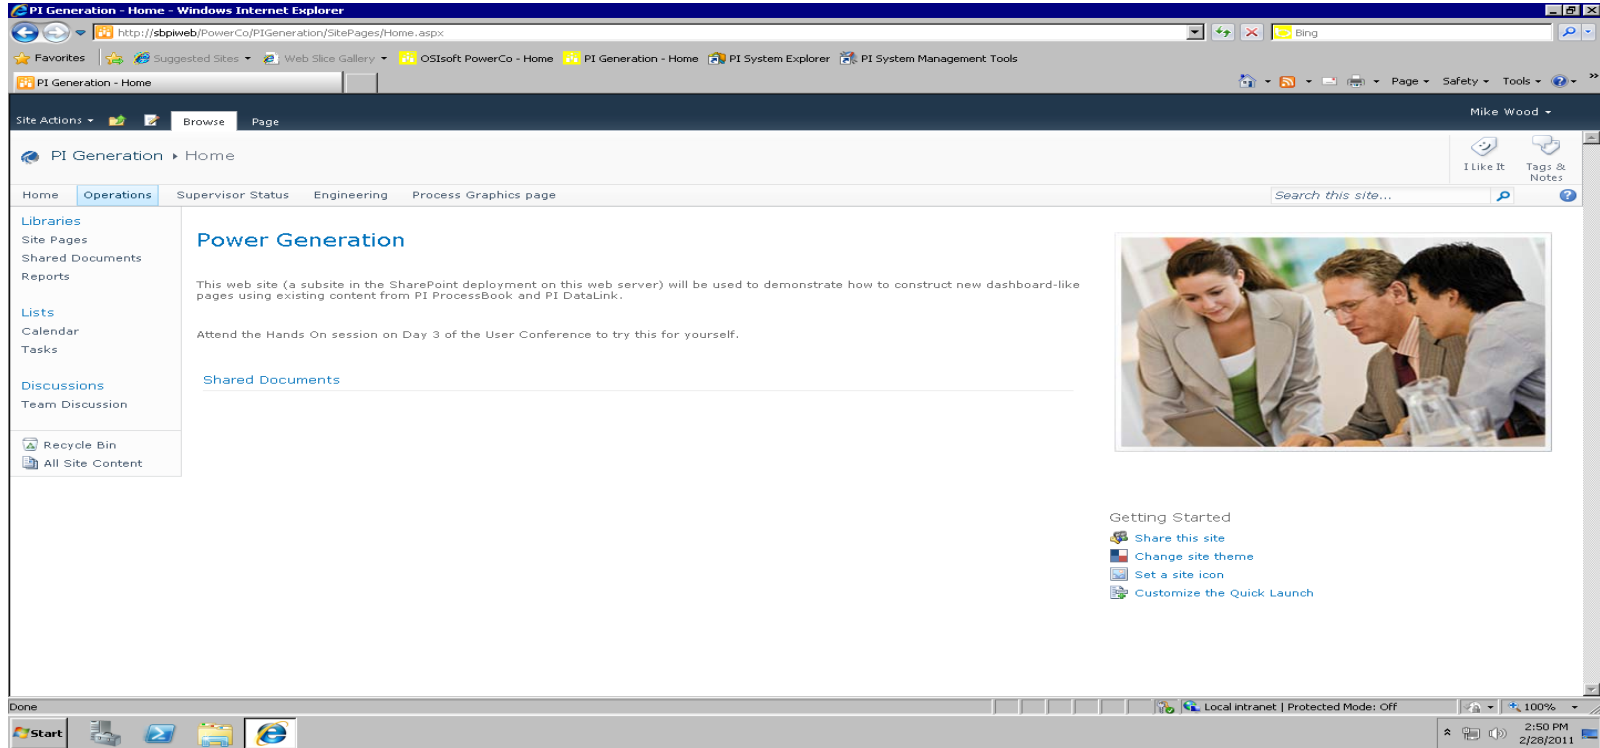 PI Generation - Home - Windows Internet Explorer
http://sbpiweb/PowerCo/PIGeneration/SitePages/Home.aspx
Bing
Favorites Suggested Sites Web Slice Gallery OSIsoft PowerCo - Home PI Generation - Home PI System Explorer PI System Management Tools
PI Generation - Home
Page Safety Tools
Mike Wood
Site Actions Browse Page
PI Generation Home
I Like It Tags & Notes
Home Operations Supervisor Status Engineering Process Graphics page
Search this site...
Libraries
Site Pages
Shared Documents
Reports
Lists
Calendar
Tasks
Discussions
Team Discussion
Recycle Bin
All Site Content
Power Generation
This web site (a subsite in the SharePoint deployment on this web server) will be used to demonstrate how to construct new dashboard-like
pages using existing content from PI ProcessBook and PI DataLink.
Attend the Hands On session on Day 3 of the User Conference to try this for yourself.
Shared Documents
Getting Started
Share this site
Change site theme
Set a site icon
Customize the Quick Launch
Done
Local intranet | Protected Mode: Off
100%
Start
2:50 PM
2/28/2011